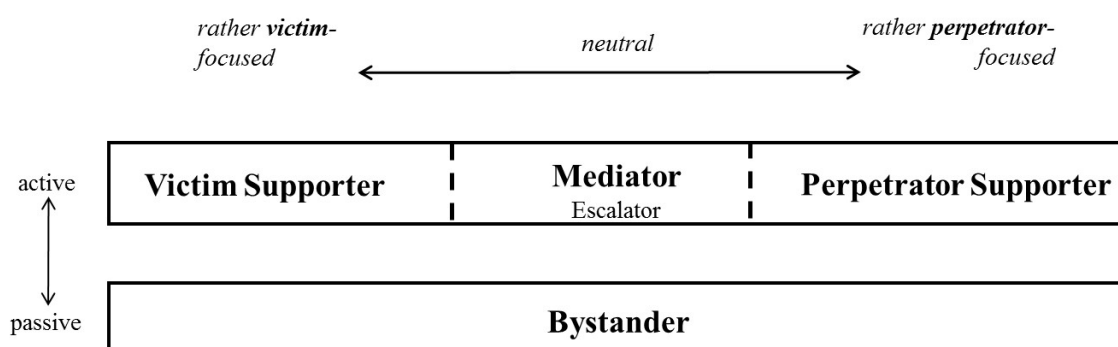 rather victim-
focused
neutral
rather perpetrator-
focused
active
Victim Supporter
Mediator
Escalator
Perpetrator Supporter
passive
Bystander